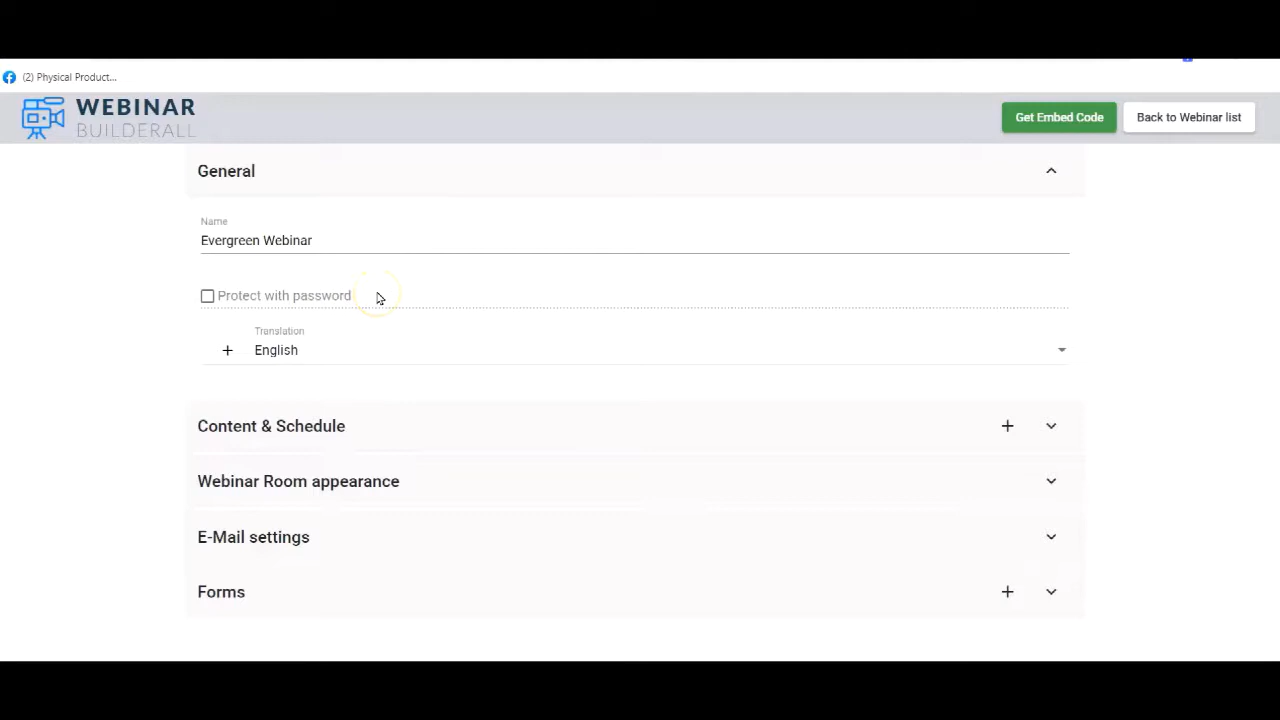 (2) Physical Product...
WEBINAR
BUILDERALL
Get Embed Code
Back to Webinar list
General
Name
Evergreen Webinar
Protect with password
Translation
+ English
Content & Schedule +
Webinar Room appearance
E-Mail settings
Forms +